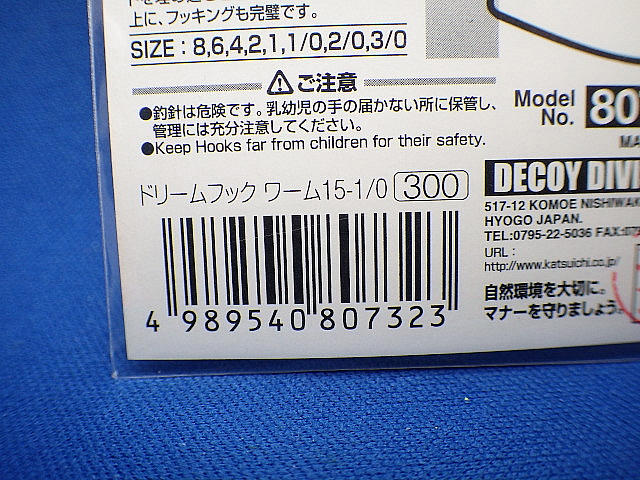 上に、フッキングも完璧です。
SIZE : 8,6,4,2,1,1/0,2/0,3/0
ご注意
●釣針は危険です。乳幼児の手の届かない所に保管し、
管理には充分注意してください。
●Keep Hooks far from children for their safety.
ドリームフック ワーム15-1/0 300
4 989540 807323
Model
No. 80
MA
DECOY DIVI
517-12 KOMOE NISHIWAK
HYOGO JAPAN.
TEL:0795-22-5036 FAX:
URL :
http://www.katsuichi.co.jp/
自然環境を大切に。
マナーを守りましょう。